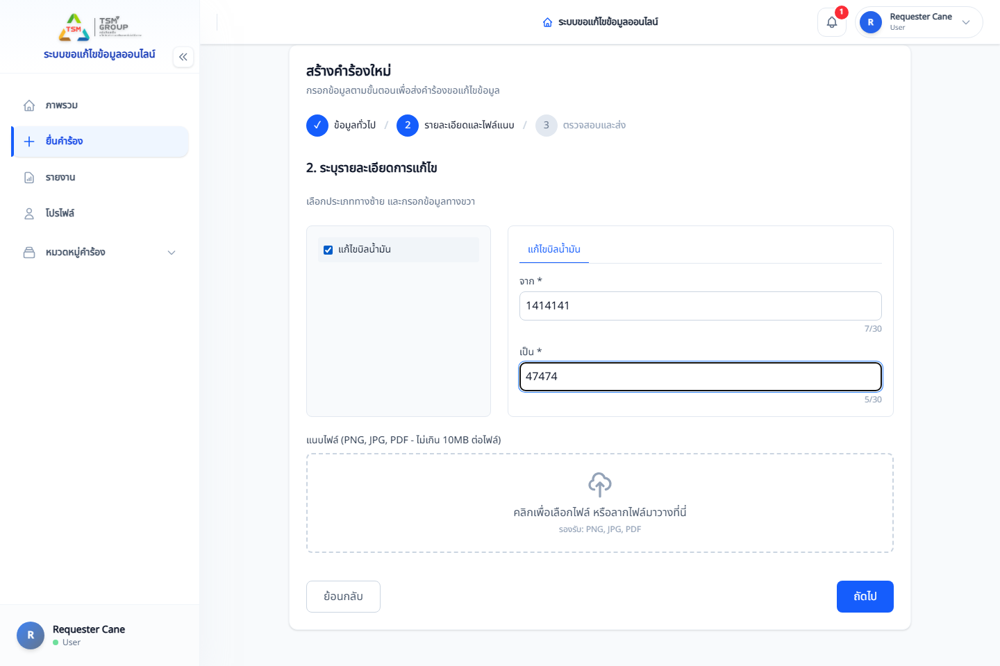 TSM
TSM
GROUP
ระบบขอแก้ไขข้อมูลออนไลน์
ภาพรวม
ยื่นคำร้อง
รายงาน
โปรไฟล์
หมวดหมู่คำร้อง
R
Requester Cane
User
ระบบขอแก้ไขข้อมูลออนไลน์
1
R
Requester Cane
User
สร้างคำร้องใหม่
กรอกข้อมูลตามขั้นตอนเพื่อส่งคำร้องขอแก้ไขข้อมูล
✓ ข้อมูลทั่วไป / 2 รายละเอียดและไฟล์แนบ / 3 ตรวจสอบและส่ง
2. ระบุรายละเอียดการแก้ไข
เลือกประเภททางซ้าย และกรอกข้อมูลทางขวา
แก้ไขบิลน้ำมัน
แก้ไขบิลน้ำมัน
จาก *
1414141
7/30
เป็น *
47474
5/30
แนบไฟล์ (PNG, JPG, PDF - ไม่เกิน 10MB ต่อไฟล์)
คลิกเพื่อเลือกไฟล์ หรือลากไฟล์มาวางที่นี่
รองรับ: PNG, JPG, PDF
ย้อนกลับ
ถัดไป